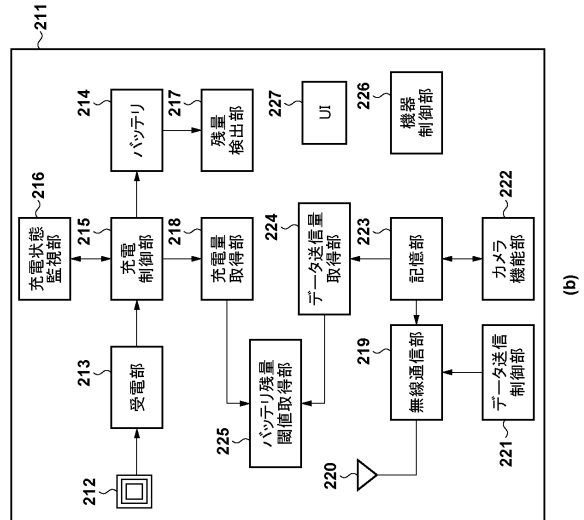 211
212
213
受電部
216
充電状態
監視部
215
充電
制御部
214
バッテリ
217
残量
検出部
218
充電量
取得部
225
バッテリ残量
閾値取得部
224
データ送信量
取得部
227
UI
226
機器
制御部
220
219
無線通信部
223
記憶部
221
データ送信
制御部
222
カメラ
機能部
(b)